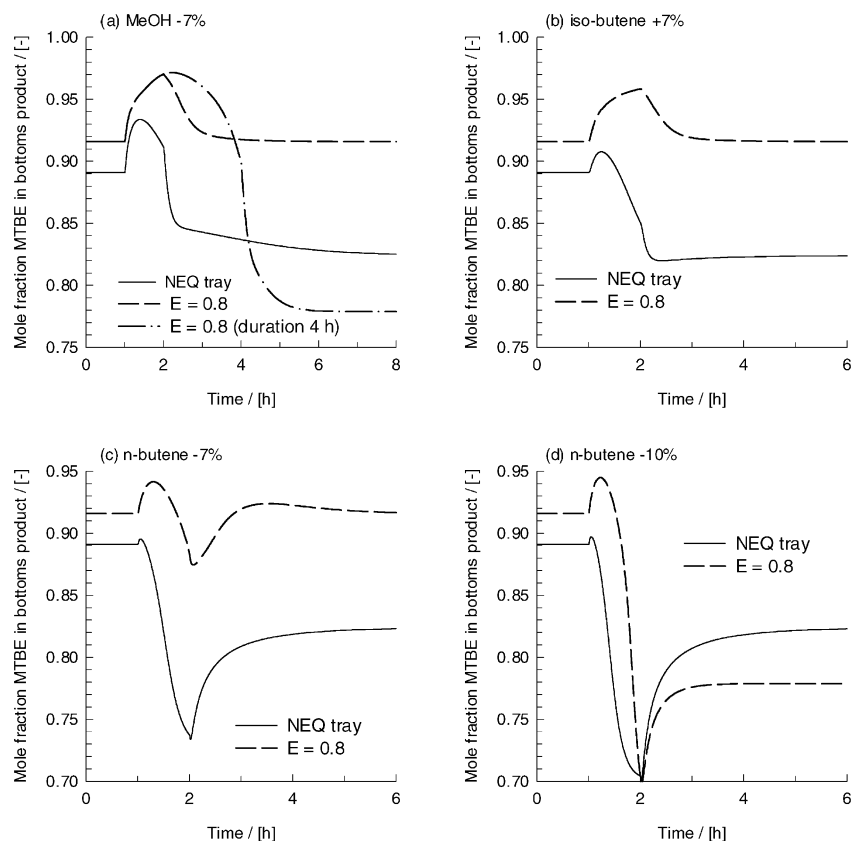 (a) MeOH -7%
Mole fraction MTBE in bottoms product / [-]
1.00
0.95
0.90
0.85
0.80
0.75
NEQ tray
E = 0.8
E = 0.8 (duration 4 h)
0 2 4 6 8
Time / [h]
(b) iso-butene +7%
Mole fraction MTBE in bottoms product / [-]
1.00
0.95
0.90
0.85
0.80
0.75
NEQ tray
E = 0.8
0 2 4 6
Time / [h]
(c) n-butene -7%
Mole fraction MTBE in bottoms product / [-]
0.95
0.90
0.85
0.80
0.75
0.70
NEQ tray
E = 0.8
0 2 4 6
Time / [h]
(d) n-butene -10%
Mole fraction MTBE in bottoms product / [-]
0.95
0.90
0.85
0.80
0.75
0.70
NEQ tray
E = 0.8
0 2 4 6
Time / [h]